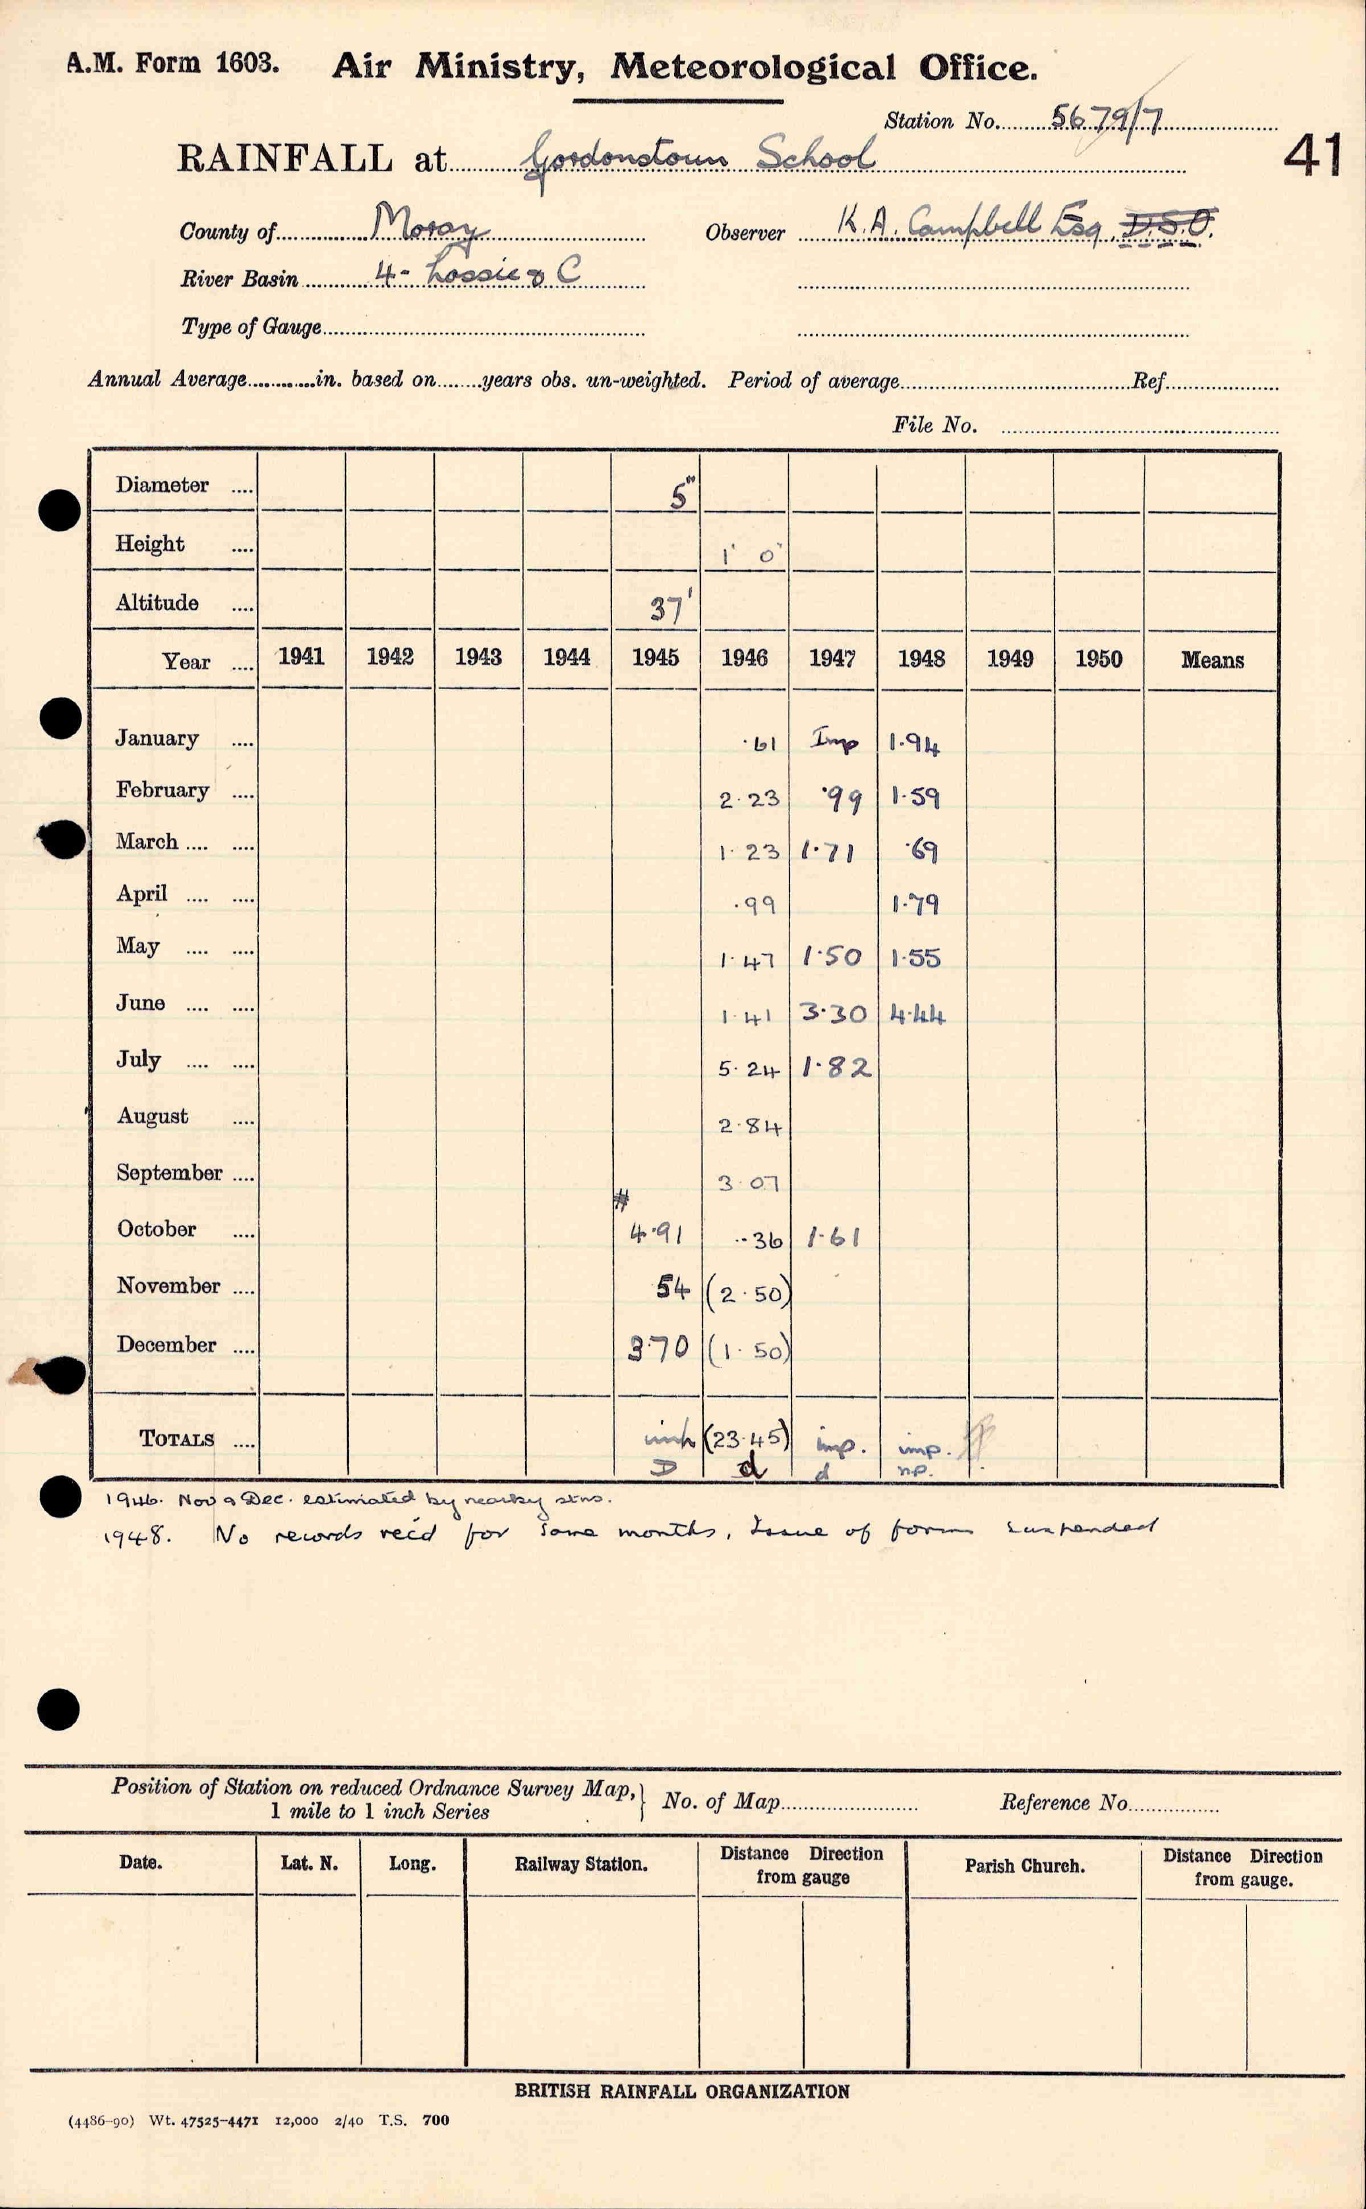 A.M. Form 1603. Air Ministry, Meteorological Office.
Station No. 5679/7
41
RAINFALL at Gordonstoun School
County of Moray Observer K.A. Campbell Esq. D.S.O.
River Basin 4- Lossie & C
Type of Gauge
Annual Average in. based on years obs. un-weighted. Period of average Ref.
File No.
Diameter .... 5"
Height .... 1' 0"
Altitude .... 37'
Year .... 1941 1942 1943 1944 1945 1946 1947 1948 1949 1950 Means
January .... ·61 Imp 1·94
February .... 2·23 ·99 1·59
March .... .... 1·23 1·71 ·69
April .... .... ·99 1·79
May .... .... 1·47 1·50 1·55
June .... .... 1·41 3·30 4·44
July .... .... 5·24 1·82
August .... 2·84
September .... 3·07
#
October .... 4·91 ·36 1·61
November .... 54 (2·50)
December .... 3·70 (1·50)
TOTALS .... (23·45) imp. imp.
D d d n.p.
1946. Nov & Dec. estimated by nearby stns.
1948. No records rec'd for some months, Issue of forms suspended
Position of Station on reduced Ordnance Survey Map, } No. of Map Reference No.
1 mile to 1 inch Series
Date. Lat. N. Long. Railway Station. Distance Direction from gauge Parish Church. Distance Direction from gauge.
BRITISH RAINFALL ORGANIZATION
(4486-90) Wt. 47525-4471 12,000 2/40 T.S. 700